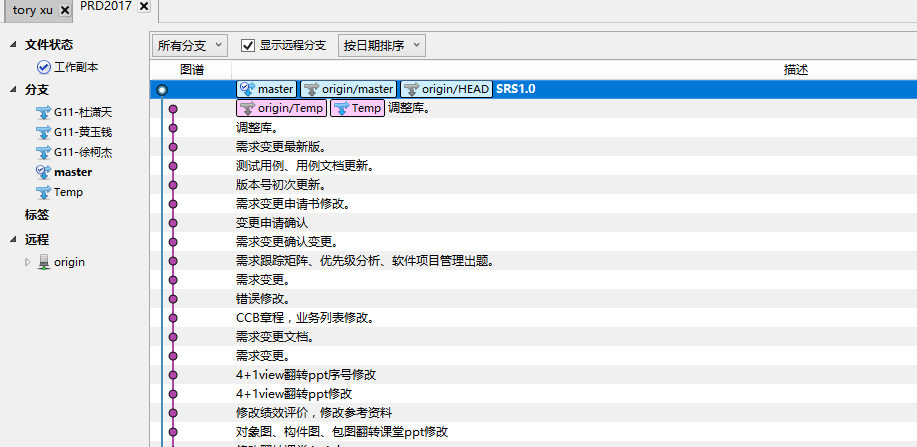 tory xu
PRD2017
文件状态
工作副本
分支
G11-杜潇天
G11-黄玉钱
G11-徐柯杰
master
Temp
标签
远程
origin
所有分支
显示远程分支
按日期排序
图谱
描述
master origin/master origin/HEAD SRS1.0
origin/Temp Temp 调整库。
调整库。
需求变更最新版。
测试用例、用例文档更新。
版本号初次更新。
需求变更申请书修改。
变更申请确认
需求变更确认变更。
需求跟踪矩阵、优先级分析、软件项目管理出题。
需求变更。
错误修改。
CCB章程，业务列表修改。
需求变更文档。
需求变更。
4+1view翻转ppt序号修改
4+1view翻转ppt修改
修改绩效评价，修改参考资料
对象图、构件图、包图翻转课堂ppt修改